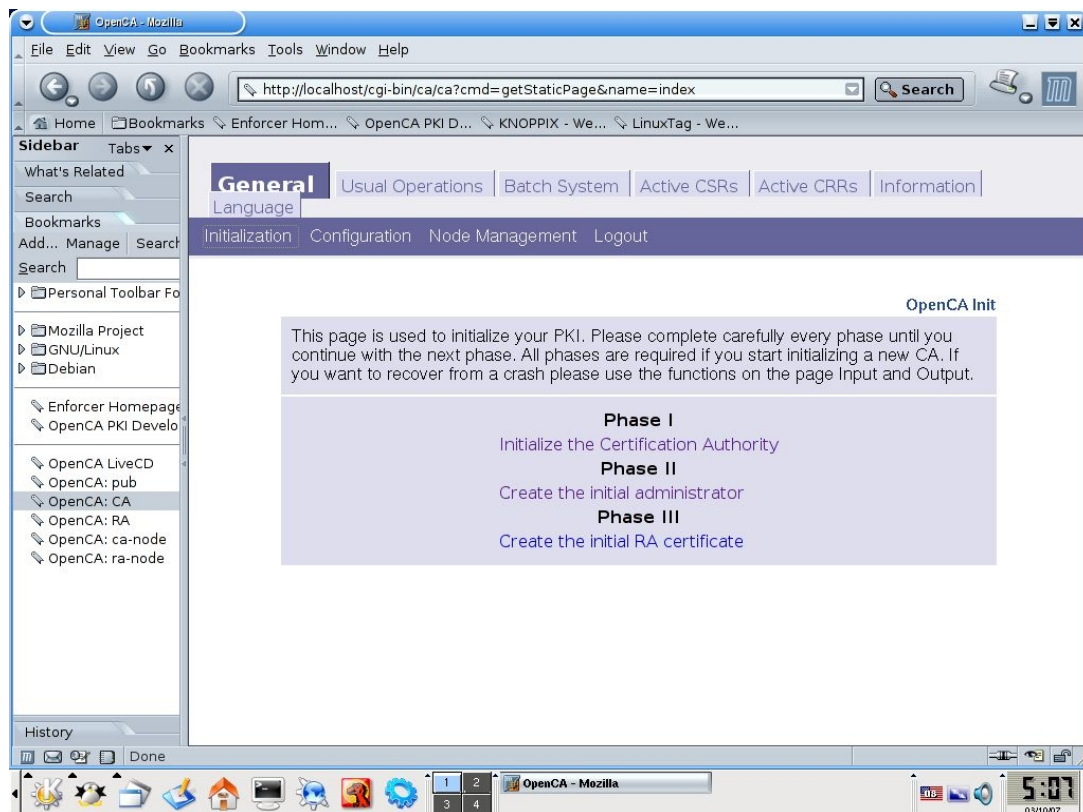 OpenCA - Mozilla
File Edit View Go Bookmarks Tools Window Help
http://localhost/cgi-bin/ca/ca?cmd=getStaticPage&name=index
Search
Home Bookmarks Enforcer Hom... OpenCA PKI D... KNOPPIX - We... LinuxTag - We...
Sidebar Tabs x
What's Related
Search
Bookmarks
Add... Manage Search
Search
Personal Toolbar Fo
Mozilla Project
GNU/Linux
Debian
Enforcer Homepage
OpenCA PKI Develo
OpenCA LiveCD
OpenCA: pub
OpenCA: CA
OpenCA: RA
OpenCA: ca-node
OpenCA: ra-node
History
General Usual Operations Batch System Active CSRs Active CRRs Information
Language
Initialization Configuration Node Management Logout
OpenCA Init
This page is used to initialize your PKI. Please complete carefully every phase until you
continue with the next phase. All phases are required if you start initializing a new CA. If
you want to recover from a crash please use the functions on the page Input and Output.
Phase I
Initialize the Certification Authority
Phase II
Create the initial administrator
Phase III
Create the initial RA certificate
Done
1 2
3 4
OpenCA - Mozilla
5:07
03/10/07